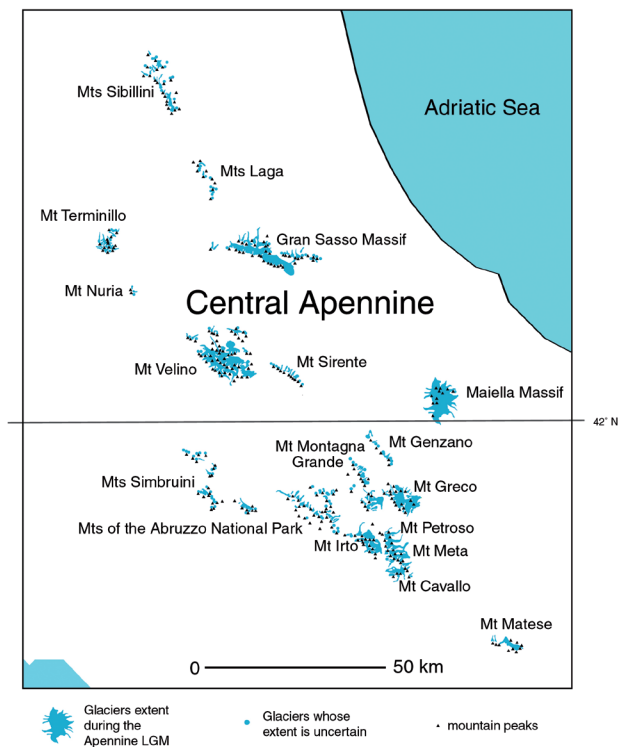 Mts Sibillini
Adriatic Sea
Mts Laga
Mt Terminillo
Gran Sasso Massif
Mt Nuria
Central Apennine
Mt Velino
Mt Sirente
Maiella Massif
42° N
Mt Genzano
Mt Montagna
Grande
Mts Simbruini
Mt Greco
Mts of the Abruzzo National Park
Mt Petroso
Mt Irto
Mt Meta
Mt Cavallo
Mt Matese
0 50 km
Glaciers extent
during the
Apennine LGM
Glaciers whose
extent is uncertain
mountain peaks